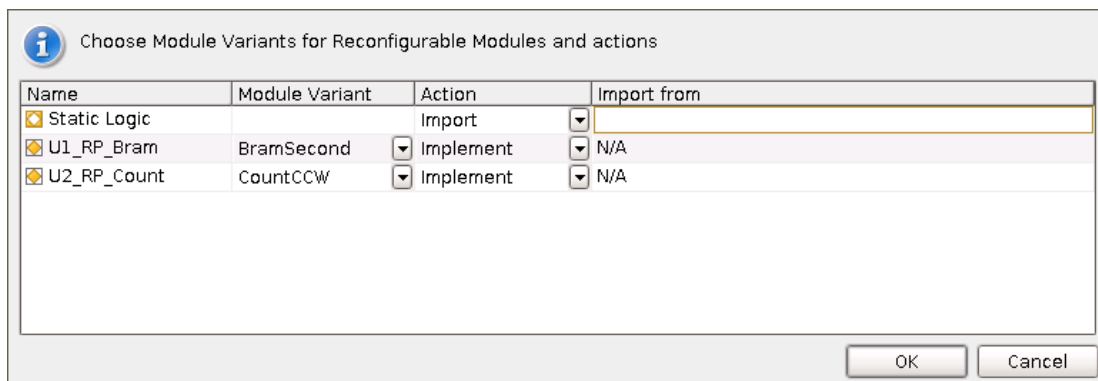 Choose Module Variants for Reconfigurable Modules and actions
Name Module Variant Action Import from
Static Logic Import
U1_RP_Bram BramSecond Implement N/A
U2_RP_Count CountCCW Implement N/A
OK Cancel